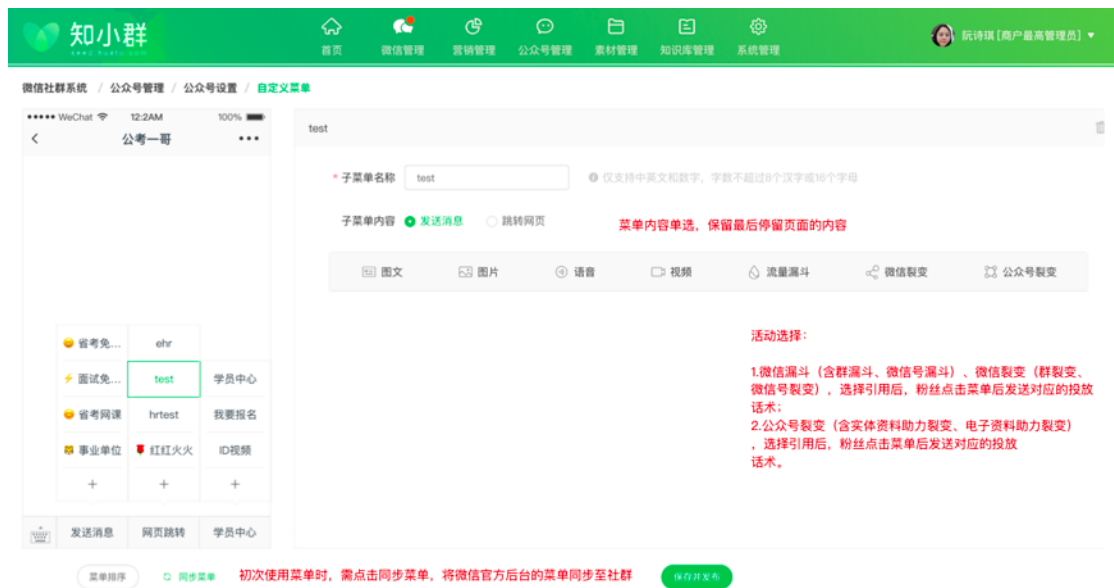 知小群
首页 微信管理 营销管理 公众号管理 素材管理 知识库管理 系统管理
阮诗琪[商户最高管理员]
微信社群系统 / 公众号管理 / 公众号设置 / 自定义菜单
WeChat 12:2AM 100%
公考一哥
test
* 子菜单名称 test 仅支持中英文和数字，字数不超过8个汉字或16个字母
子菜单内容 发送消息 跳转网页
菜单内容单选，保留最后停留页面的内容
图文 图片 语音 视频 流量漏斗 微信裂变 公众号裂变
活动选择：
1.微信漏斗（含群漏斗、微信号漏斗）、微信裂变（群裂变、
微信号裂变），选择引用后，粉丝点击菜单后发送对应的投放
话术；
2.公众号裂变（含实体资料助力裂变、电子资料助力裂变）
，选择引用后，粉丝点击菜单后发送对应的投放
话术。
省考免... ehr
面试免... test 学员中心
省考网课 hrtest 我要报名
事业单位 红红火火 ID视频
+ + +
发送消息 网页跳转 学员中心
菜单排序 同步菜单 初次使用菜单时，需点击同步菜单，将微信官方后台的菜单同步至社群 保存并发布